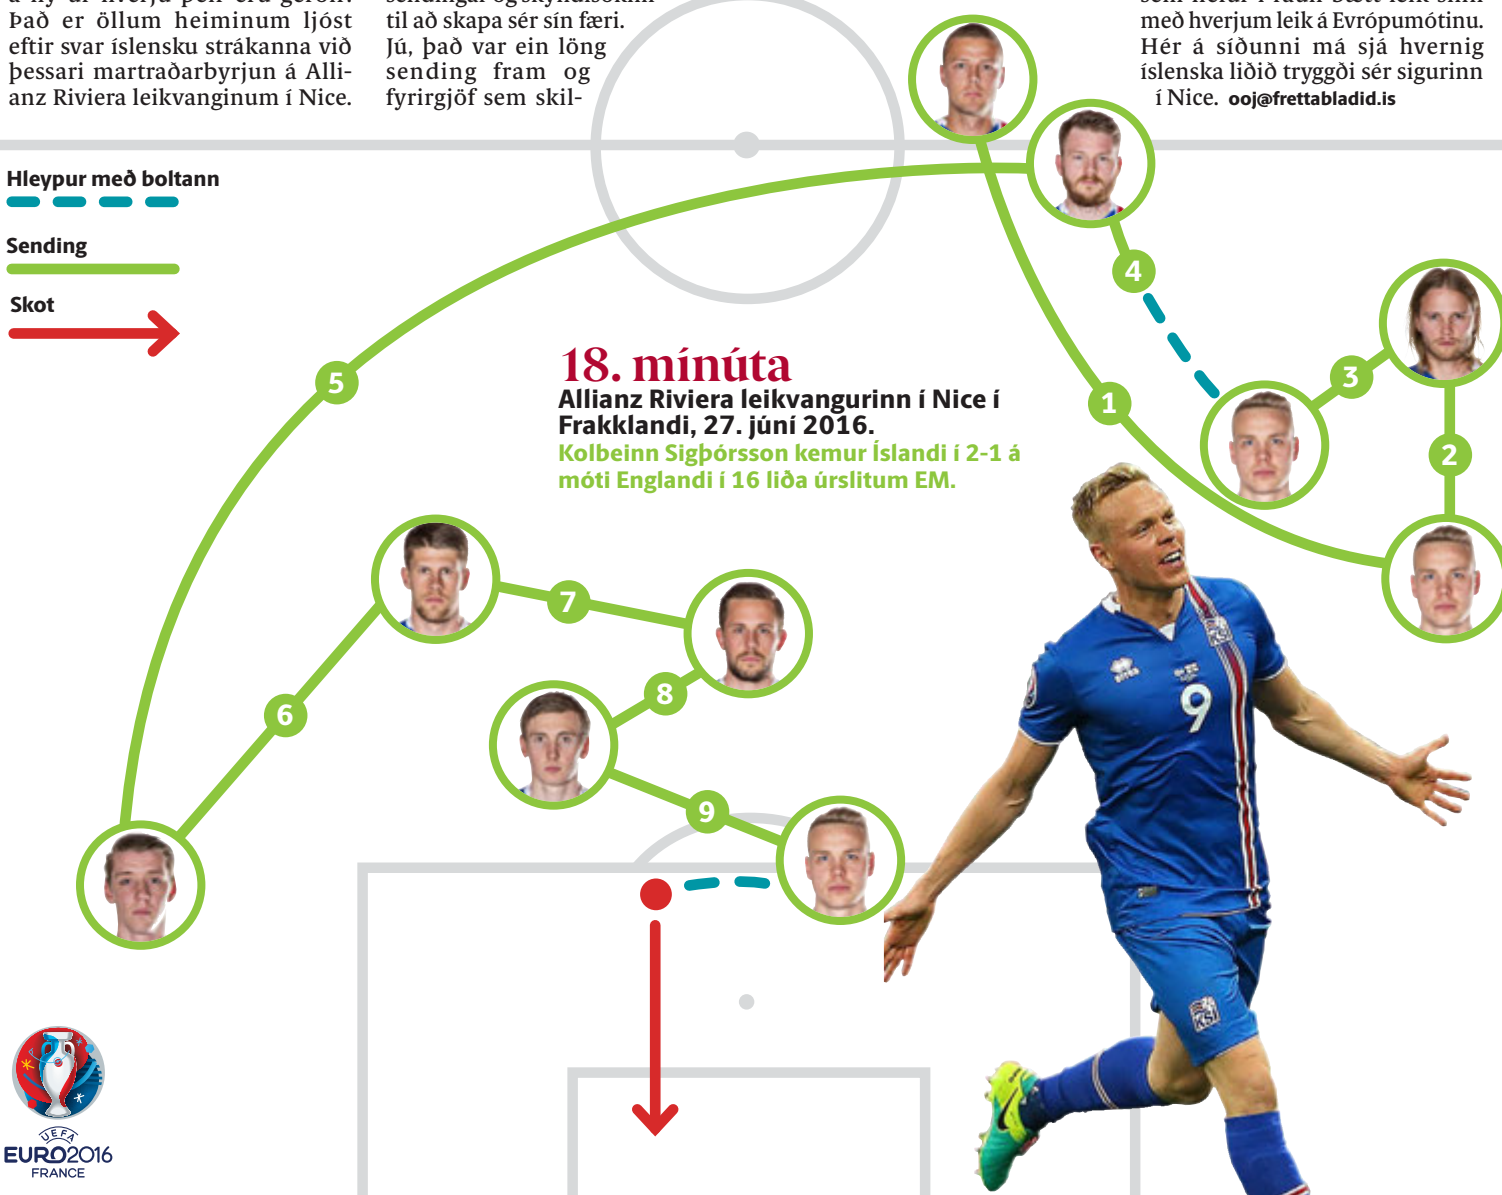 Það er öllum heiminum ljóst
eftir svar íslensku strákanna við
þessari martraðarbyrjun á Alli-
anz Riviera leikvanginum í Nice.
til að skapa sér sín færi.
Jú, það var ein löng
sending fram og
fyrirgjöf sem skil-
með hverjum leik á Evrópumótinu.
Hér á síðunni má sjá hvernig
íslenska liðið tryggði sér sigurinn
í Nice. ooj@frettabladid.is
Hleypur með boltann
Sending
Skot
18. mínúta
Allianz Riviera leikvangurinn í Nice í
Frakklandi, 27. júní 2016.
Kolbeinn Sigþórsson kemur Íslandi í 2-1 á
móti Englandi í 16 liða úrslitum EM.
1
2
3
4
5
6
7
8
9
9
KSÍ
UEFA
EURO2016
FRANCE